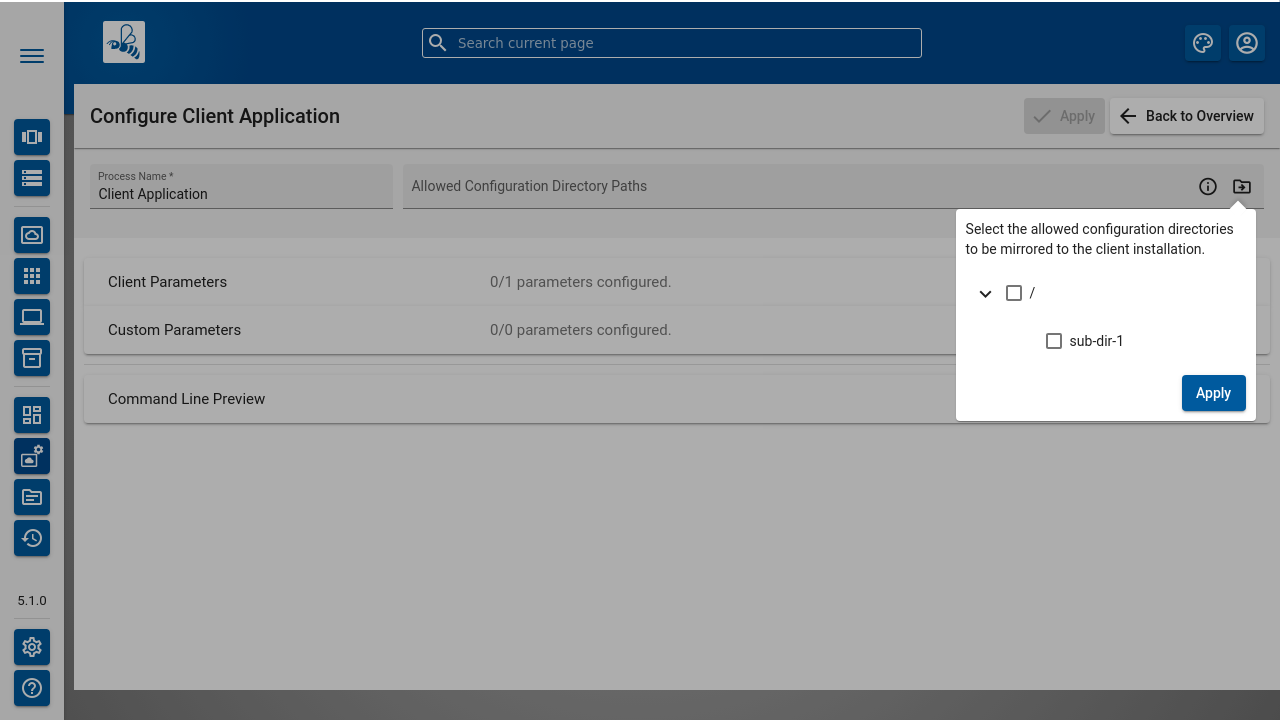 Search current page
Configure Client Application
Apply
Back to Overview
Process Name *
Client Application
Allowed Configuration Directory Paths
Select the allowed configuration directories
to be mirrored to the client installation.
/
sub-dir-1
Apply
Client Parameters
0/1 parameters configured.
Custom Parameters
0/0 parameters configured.
Command Line Preview
5.1.0